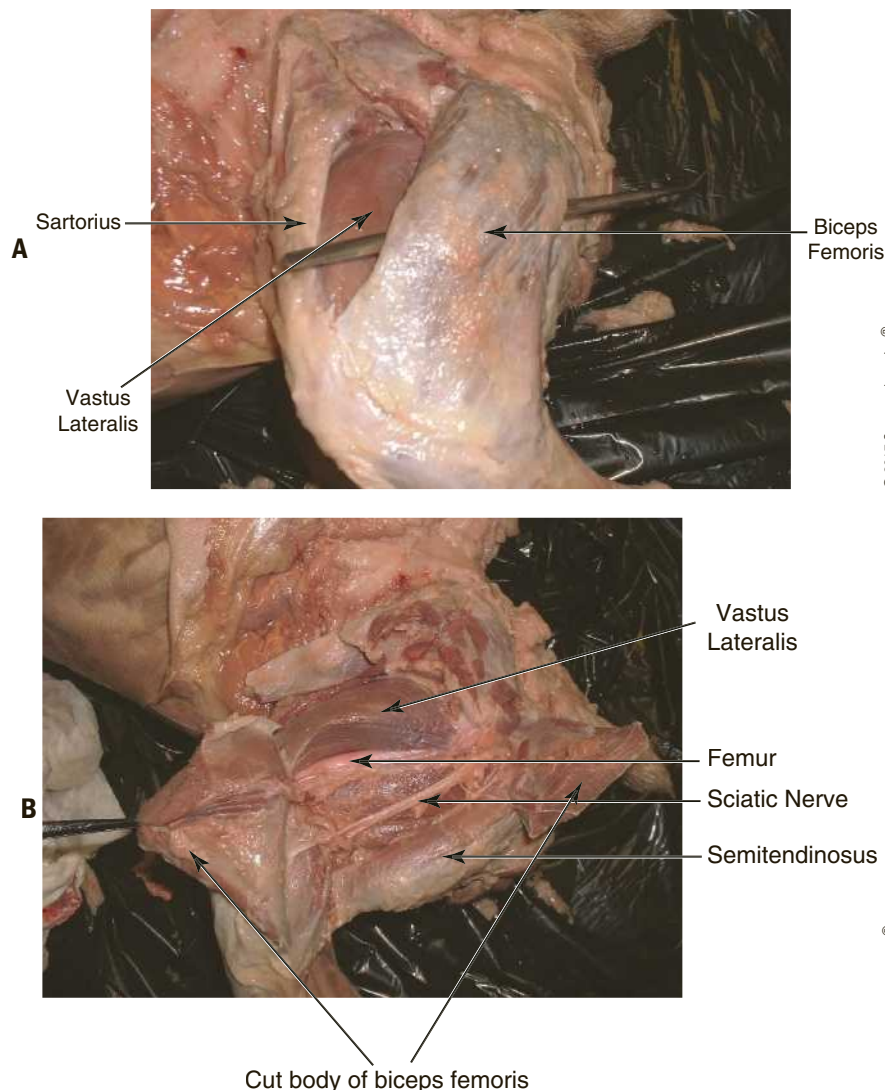 Sartorius
A
Biceps
Femoris
Vastus
Lateralis
Vastus
Lateralis
Femur
B
Sciatic Nerve
Semitendinosus
Cut body of biceps femoris